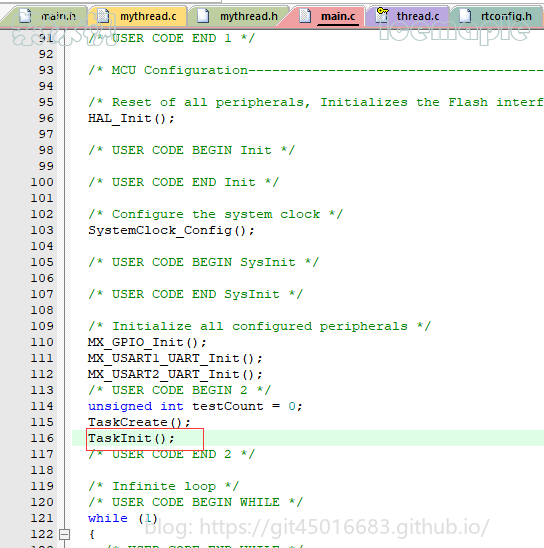 main.h mythread.c mythread.h main.c thread.c rtconfig.h
icemaple
91 /* USER CODE END 1 */
92
93 /* MCU Configuration-------------------------------------
94
95 /* Reset of all peripherals, Initializes the Flash interf
96 HAL_Init();
97
98 /* USER CODE BEGIN Init */
99
100 /* USER CODE END Init */
101
102 /* Configure the system clock */
103 SystemClock_Config();
104
105 /* USER CODE BEGIN SysInit */
106
107 /* USER CODE END SysInit */
108
109 /* Initialize all configured peripherals */
110 MX_GPIO_Init();
111 MX_USART1_UART_Init();
112 MX_USART2_UART_Init();
113 /* USER CODE BEGIN 2 */
114 unsigned int testCount = 0;
115 TaskCreate();
116 TaskInit();
117 /* USER CODE END 2 */
118
119 /* Infinite loop */
120 /* USER CODE BEGIN WHILE */
121 while (1)
blog: https://git45016683.github.io/
122 {
/* USER CODE END WHILE */